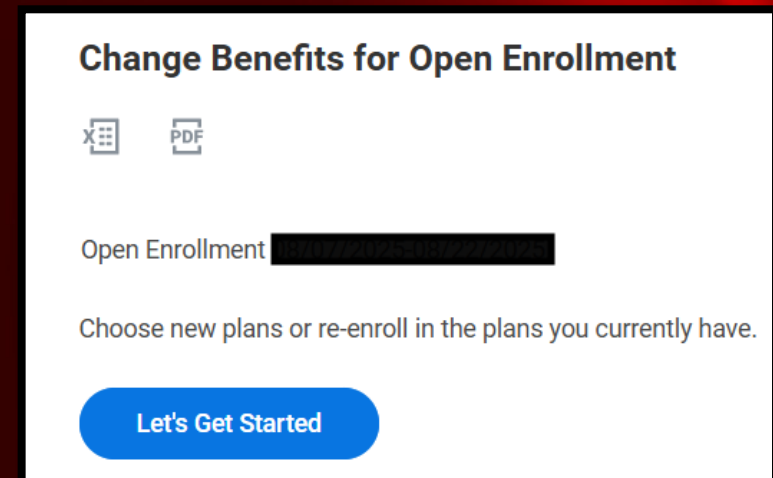 Change Benefits for Open Enrollment
X
PDF
Open Enrollment
Choose new plans or re-enroll in the plans you currently have.
Let's Get Started